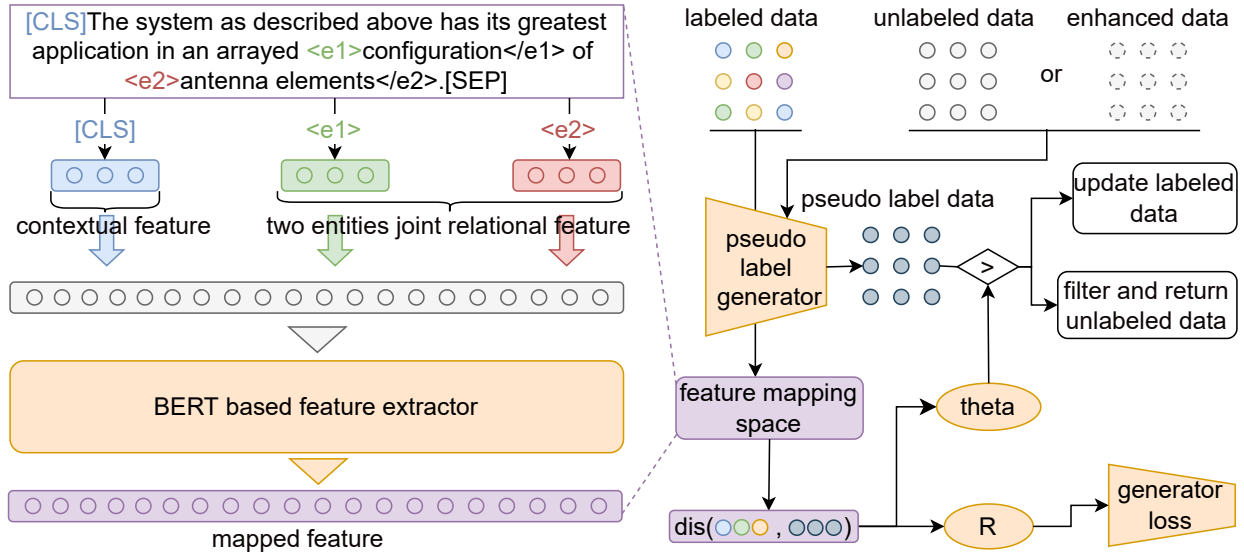 [CLS]The system as described above has its greatest
application in an arrayed <e1>configuration</e1> of
<e2>antenna elements</e2>.[SEP]
[CLS]
<e1>
<e2>
contextual feature
two entities joint relational feature
BERT based feature extractor
mapped feature
labeled data
unlabeled data
or
enhanced data
pseudo
label
generator
pseudo label data
>
update labeled
data
filter and return
unlabeled data
feature mapping
space
theta
dis( , )
R
generator
loss